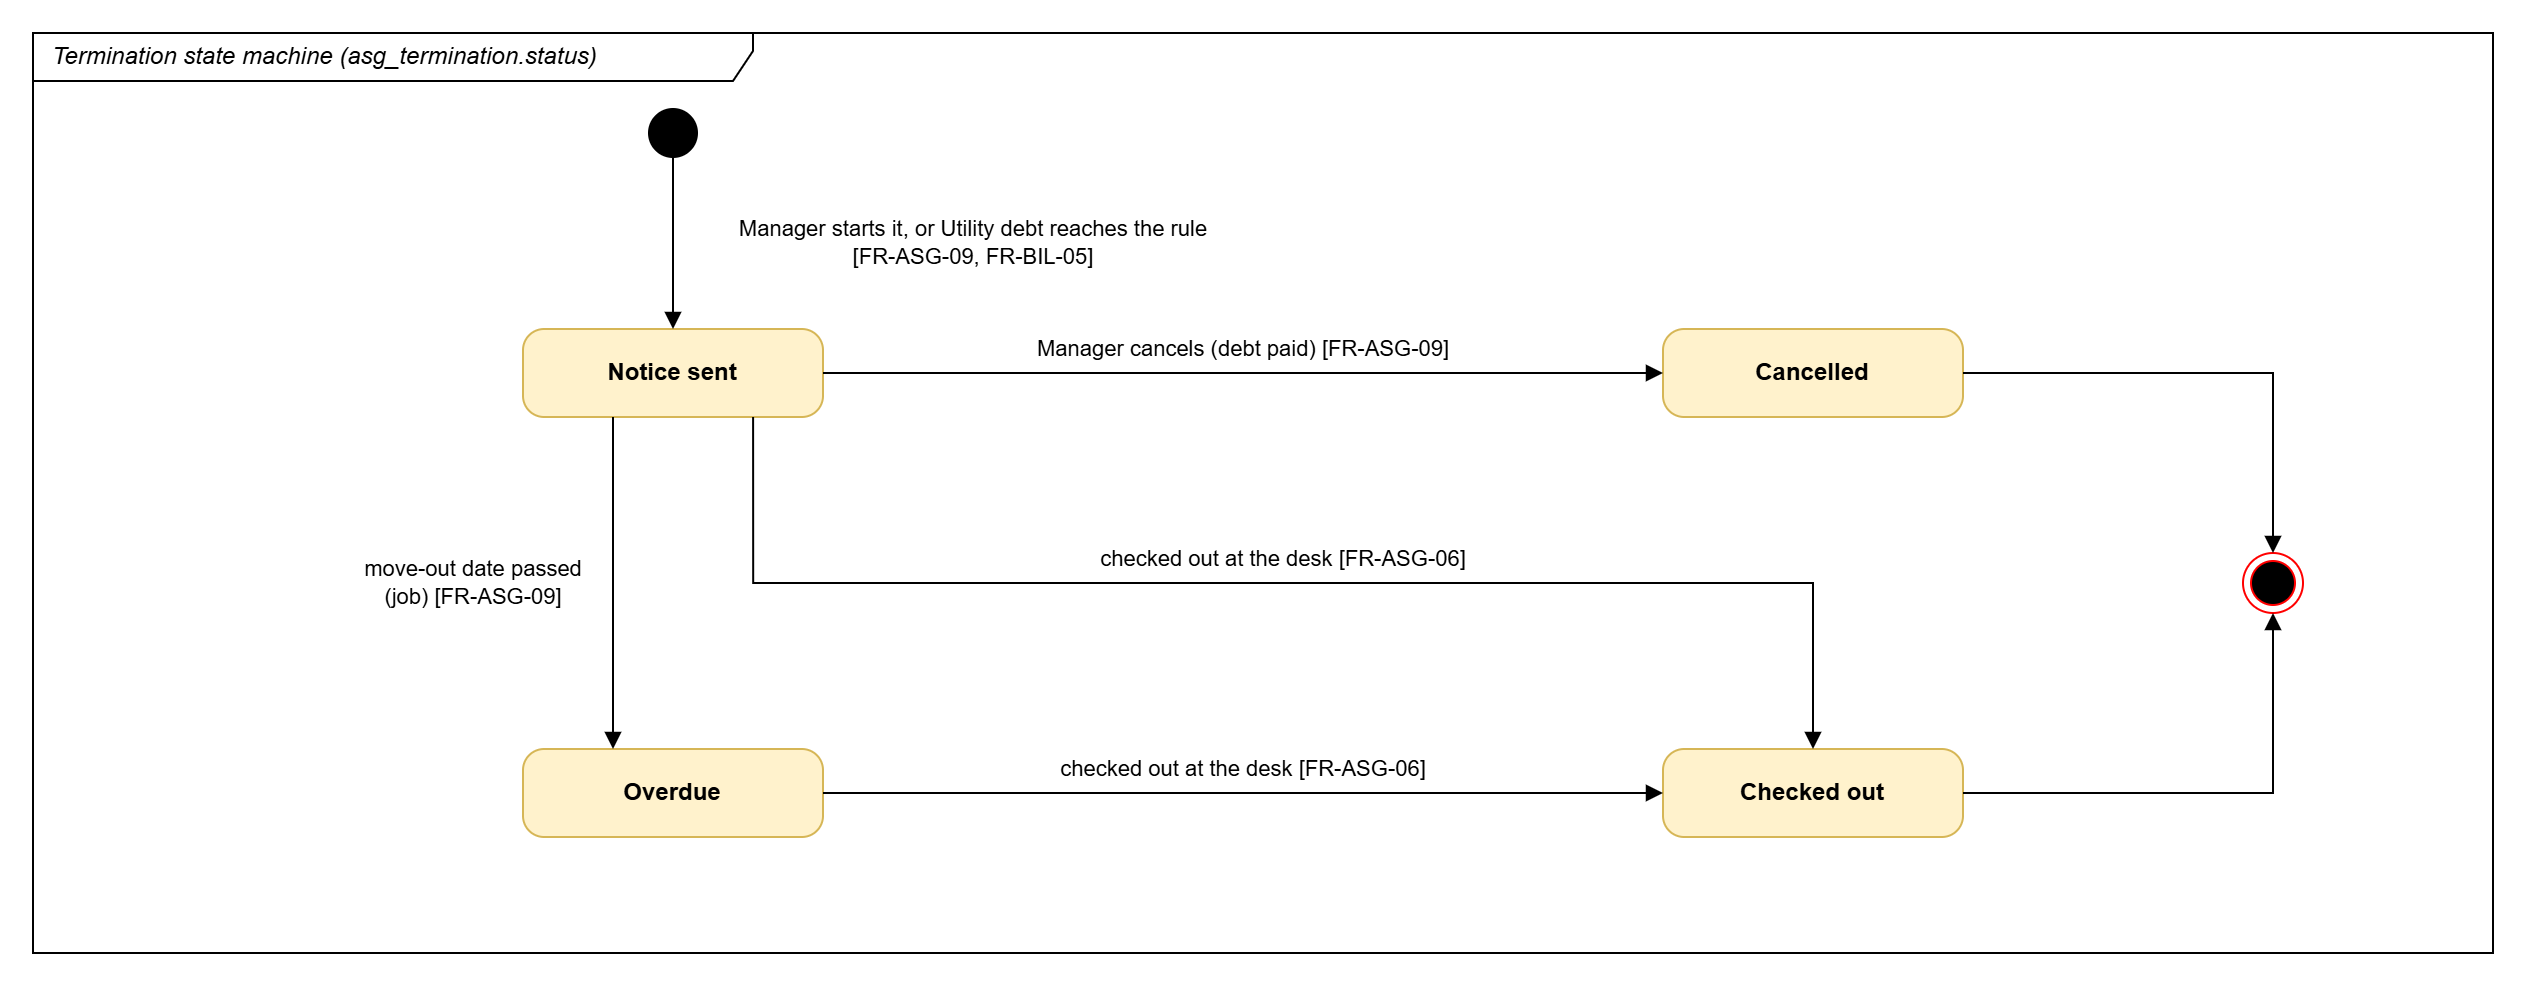 Termination state machine (asg_termination.status)
Manager starts it, or Utility debt reaches the rule
[FR-ASG-09, FR-BIL-05]
Notice sent
Manager cancels (debt paid) [FR-ASG-09]
Cancelled
move-out date passed
(job) [FR-ASG-09]
checked out at the desk [FR-ASG-06]
Overdue
checked out at the desk [FR-ASG-06]
Checked out